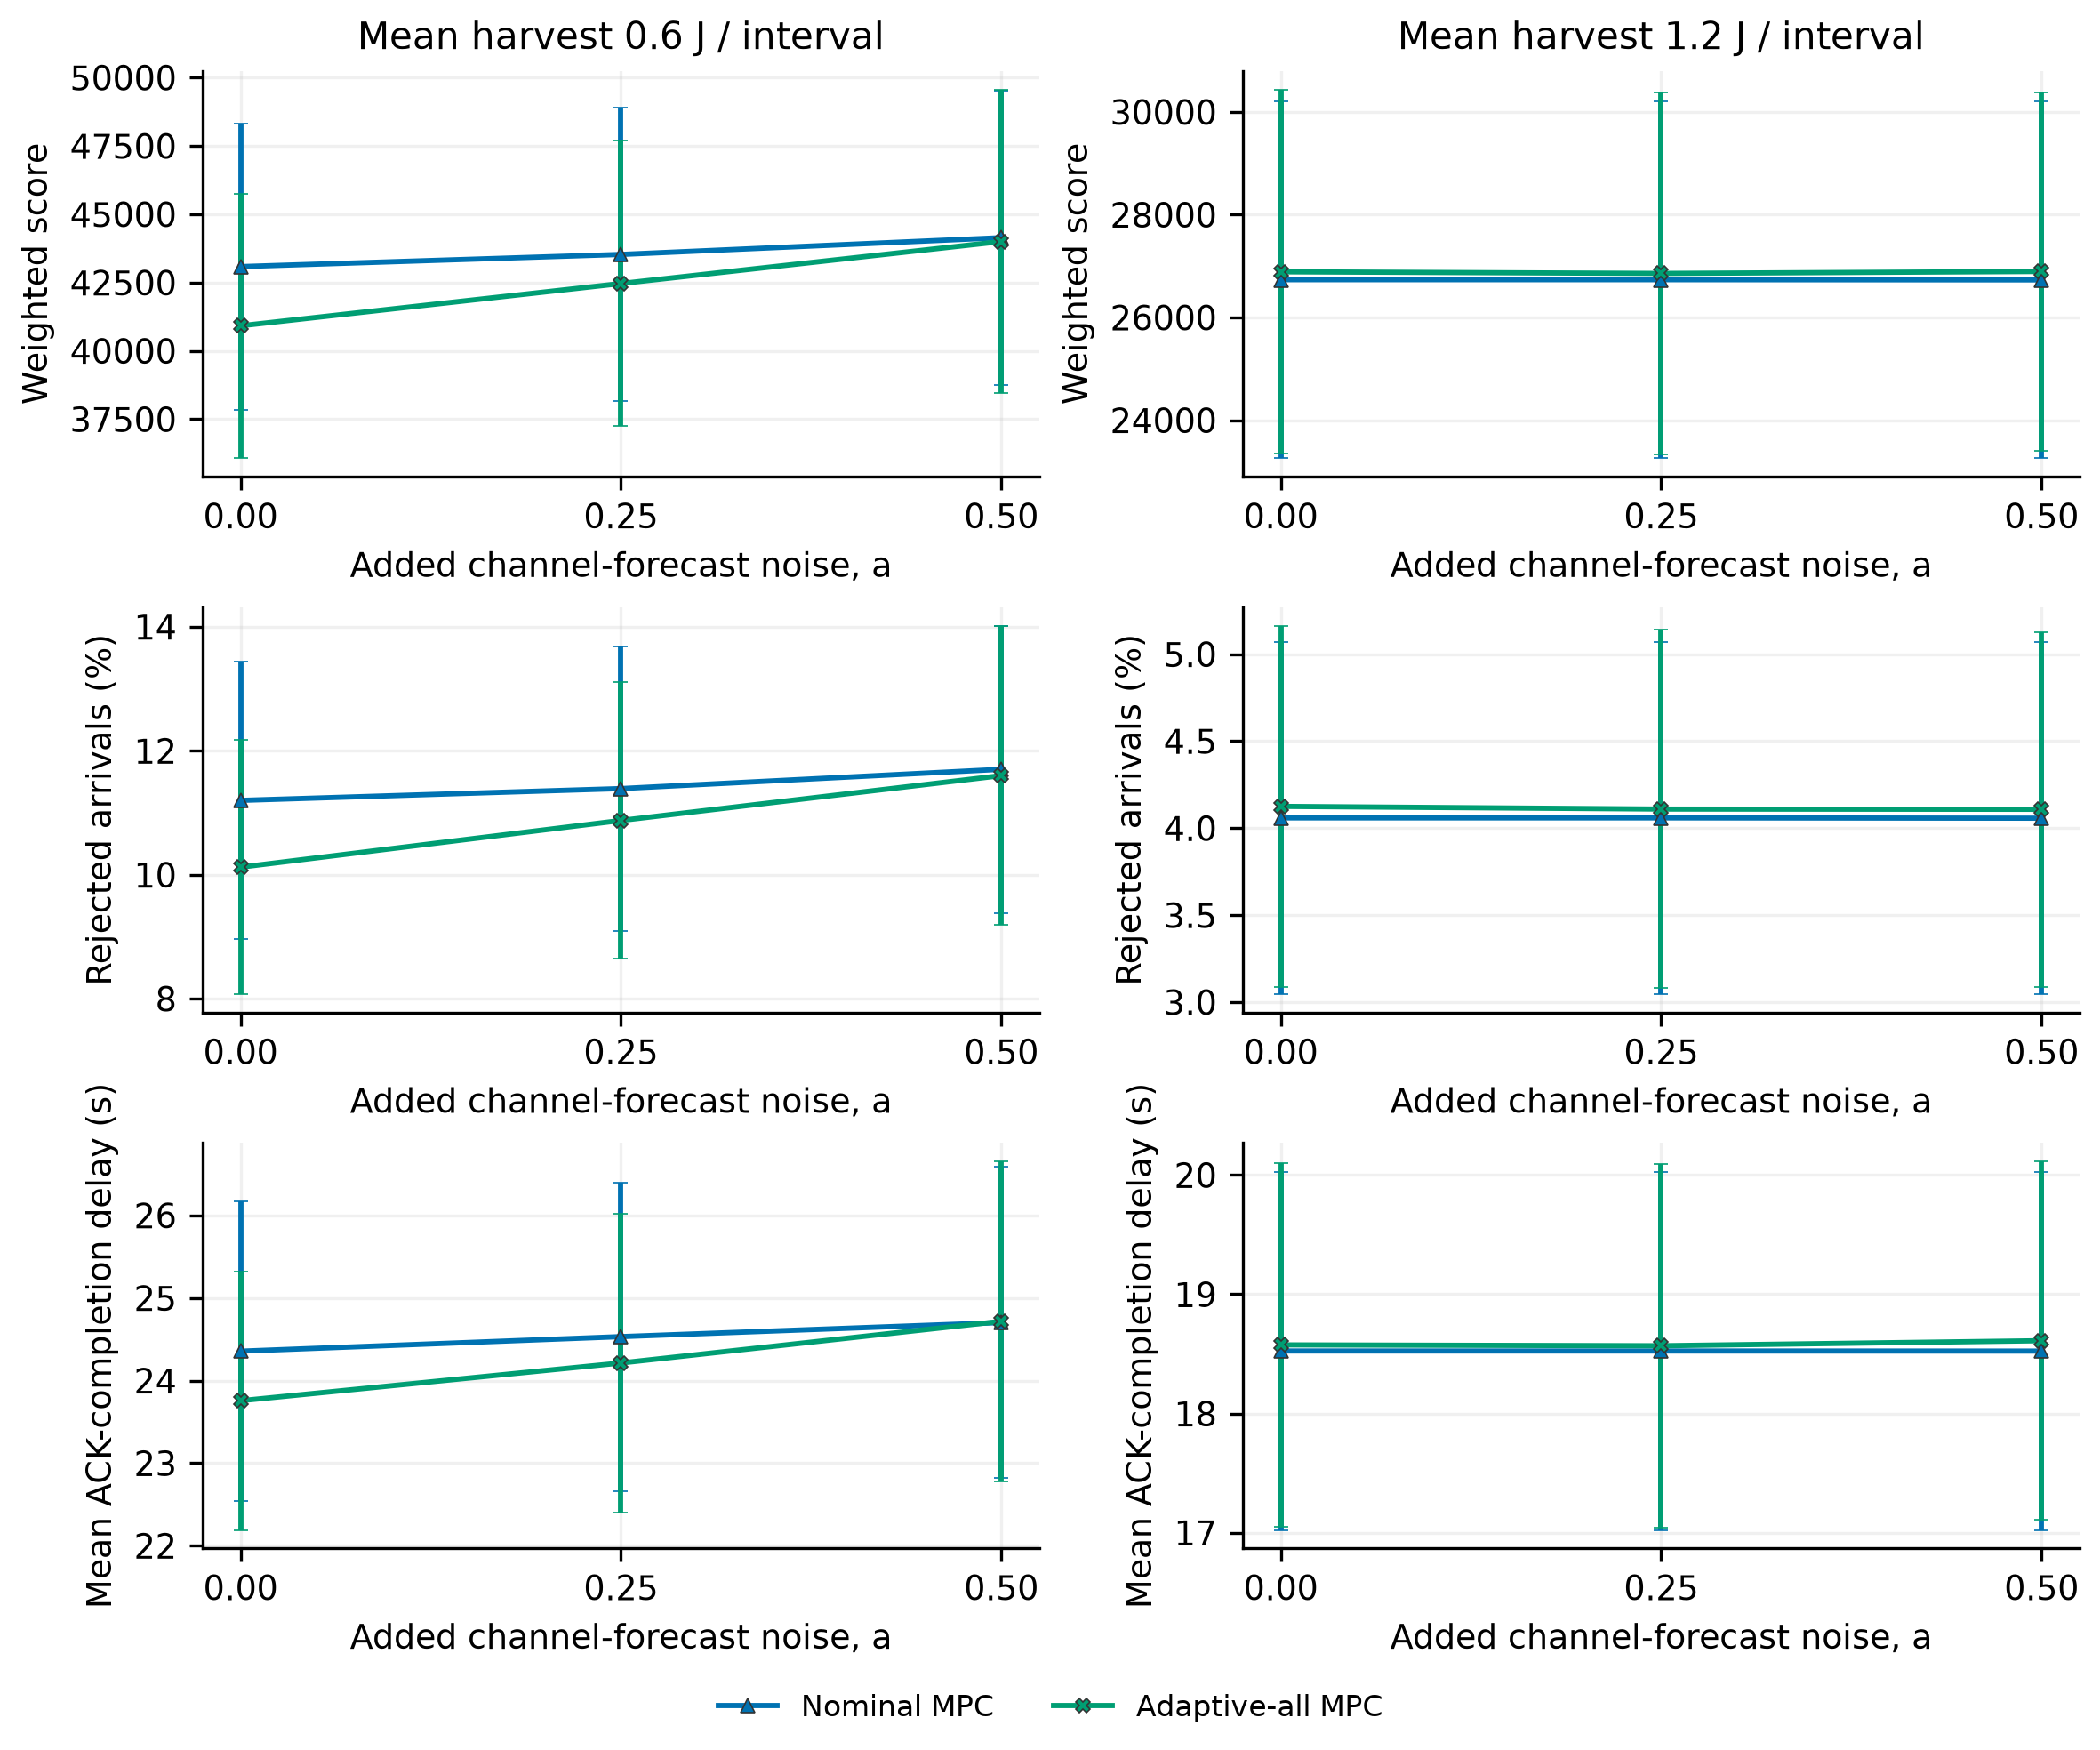 Mean harvest 0.6 J / interval
Mean harvest 1.2 J / interval
Weighted score
50000
47500
45000
42500
40000
37500
0.00
0.25
0.50
Added channel-forecast noise, a
Weighted score
30000
28000
26000
24000
0.00
0.25
0.50
Added channel-forecast noise, a
Rejected arrivals (%)
14
12
10
8
0.00
0.25
0.50
Added channel-forecast noise, a
Rejected arrivals (%)
5.0
4.5
4.0
3.5
3.0
0.00
0.25
0.50
Added channel-forecast noise, a
Mean ACK-completion delay (s)
26
25
24
23
22
0.00
0.25
0.50
Added channel-forecast noise, a
Mean ACK-completion delay (s)
20
19
18
17
0.00
0.25
0.50
Added channel-forecast noise, a
Nominal MPC
Adaptive-all MPC